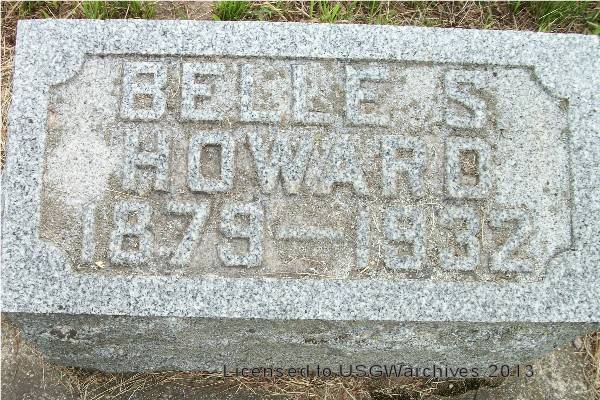 BELLE S.
HOWARD
1879—1932
Licensed to USGWarchives 2013